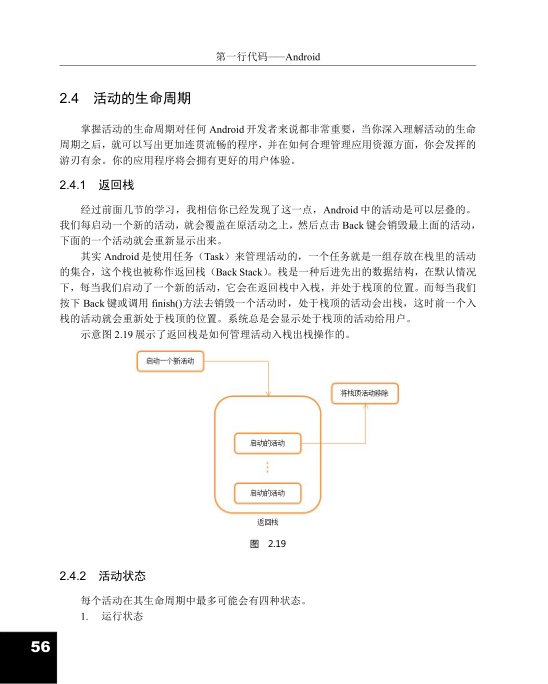 第一行代码——Android
2.4 活动的生命周期
掌握活动的生命周期对任何 Android 开发者来说都非常重要，当你深入理解活动的生命
周期之后，就可以写出更加连贯流畅的程序，并在如何合理管理应用资源方面，你会发挥的
游刃有余。你的应用程序将会拥有更好的用户体验。
2.4.1 返回栈
经过前面几节的学习，我相信你已经发现了这一点，Android 中的活动是可以层叠的。
我们每启动一个新的活动，就会覆盖在原活动之上，然后点击 Back 键会销毁最上面的活动，
下面的一个活动就会重新显示出来。
其实 Android 是使用任务（Task）来管理活动的，一个任务就是一组存放在栈里的活动
的集合，这个栈也被称作返回栈（Back Stack）。栈是一种后进先出的数据结构，在默认情况
下，每当我们启动了一个新的活动，它会在返回栈中入栈，并处于栈顶的位置。而每当我们
按下 Back 键或调用 finish()方法去销毁一个活动时，处于栈顶的活动会出栈，这时前一个入
栈的活动就会重新处于栈顶的位置。系统总是会显示处于栈顶的活动给用户。
示意图 2.19 展示了返回栈是如何管理活动入栈出栈操作的。
启动一个新活动
将栈顶活动移除
启动的活动
启动的活动
返回栈
图 2.19
2.4.2 活动状态
每个活动在其生命周期中最多可能会有四种状态。
1. 运行状态
56